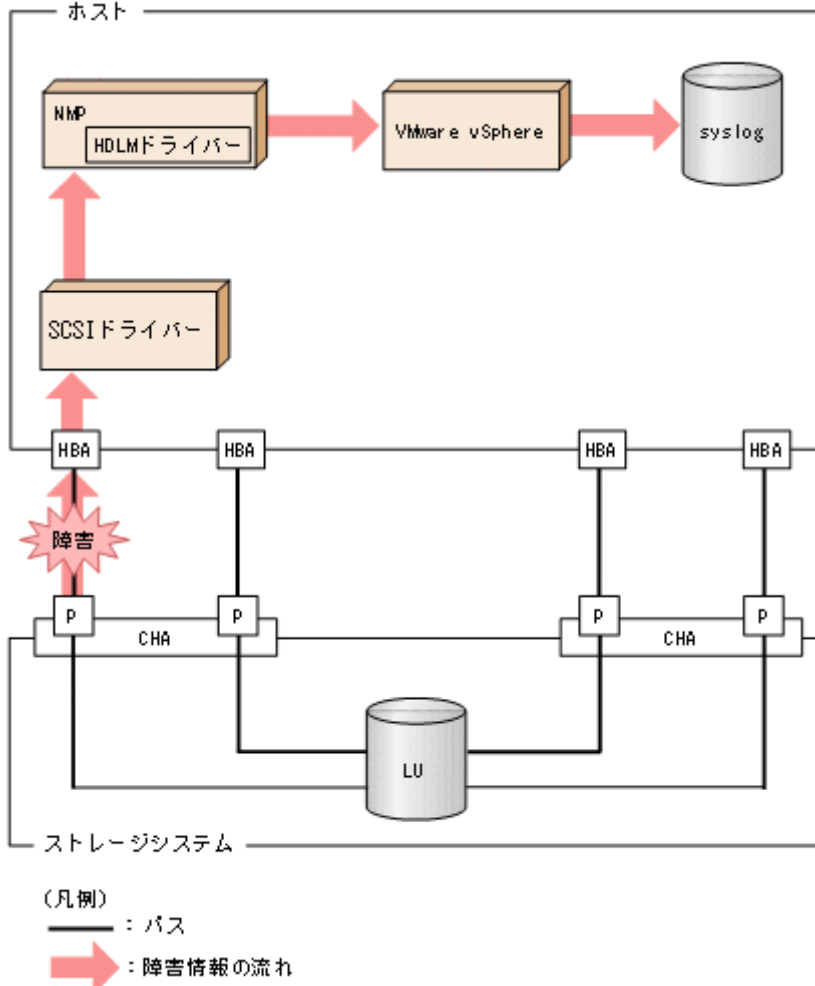 ホスト
NMP
HDLMドライバー
VMware vSphere
syslog
SCSIドライバー
HBA
HBA
HBA
HBA
障害
P
P
P
P
CHA
CHA
LU
ストレージシステム
(凡例)
:パス
:障害情報の流れ